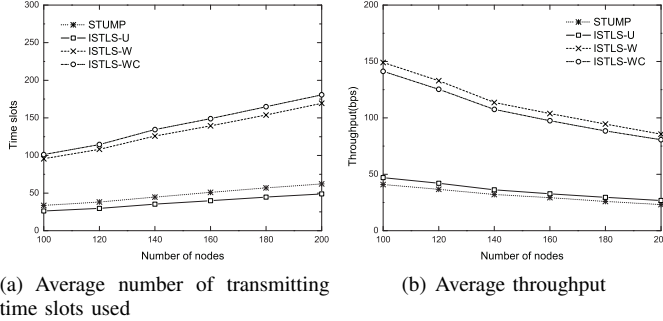 300
250
200
150
100
50
0
Time slots
STUMP
ISTLS-U
ISTLS-W
ISTLS-WC
100 120 140 160 180 200
Number of nodes
(a) Average number of transmitting
time slots used
200
150
100
50
0
Throughput(bps)
STUMP
ISTLS-U
ISTLS-W
ISTLS-WC
100 120 140 160 180 200
Number of nodes
(b) Average throughput